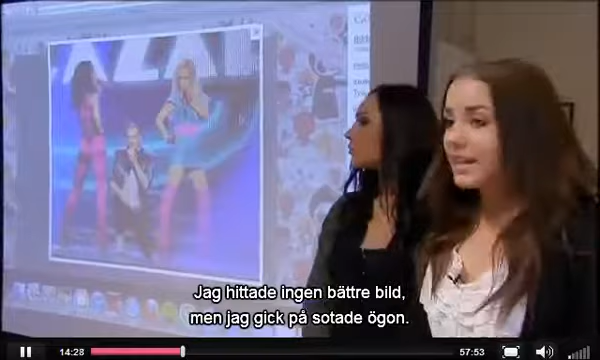 Jag hittade ingen bättre bild,
men jag gick på sotade ögon.
14:28
57:53